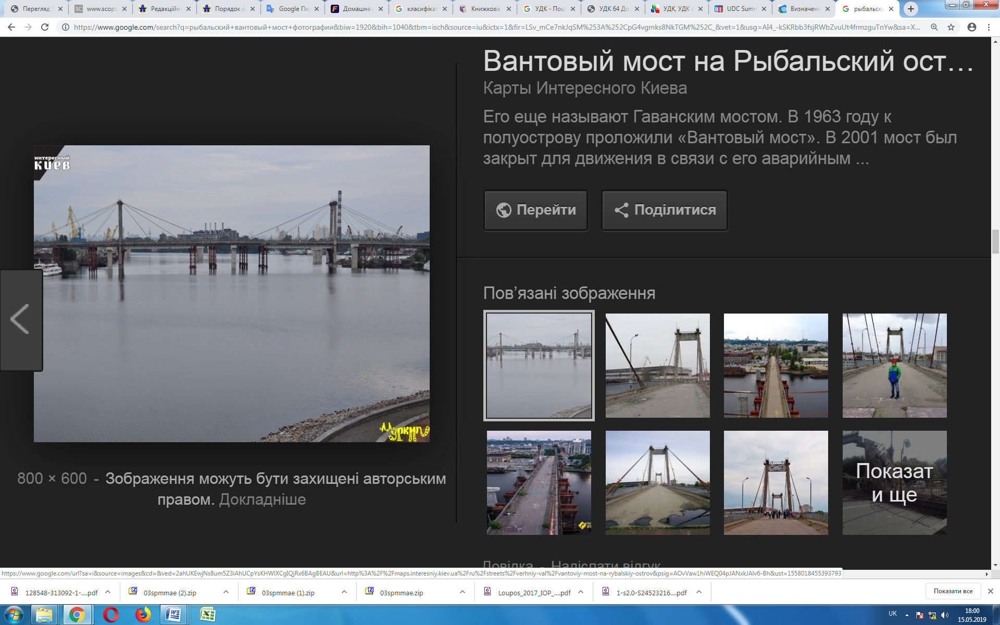 Перегляд S
www.scopu
Редакційна
Порядок о
Google Пе
Домашня
класифікат
Книжкова
УДК - Пош
УДК 64 До
УДК, УДК о
UDC Sum
Визначенн
рыбальски
https://www.google.com/search?q=рыбальский+вантовый+мост+фотографии&biw=1920&bih=1040&tbm=isch&source=iu&ictx=1&fir=LSv_mCe7nkJqSM%253A%252CpG4vgmks8NkTGM%252C_&vet=1&usg=AI4_-kSKRbb3fsjRWbZvuUt4frmzguTnYw&sa=X...
Вантовый мост на Рыбальский ост...
Карты Интересного Киева
Его еще называют Гаванским мостом. В 1963 году к
полуострову проложили «Вантовый мост». В 2001 мост был
закрыт для движения в связи с его аварийным ...
Перейти
Поділитися
интересный
киев
800 × 600 - Зображення можуть бути захищені авторським
правом. Докладніше
Пов’язані зображення
Показат
и ще
Довідка - Надіслати відгук
https://www.google.com/url?sa=i&source=images&cd=&ved=2ahUKEwjNs8um5Z3iAhUCpYsKHWIXCgIQjRx6BAgBEAU&url=http%3A%2F%2Fmaps.interesniy.kiev.ua%2Fru%2Fstreets%2Fverhniy-val%2Fvantoviy-most-na-rybalskiy-ostrov&psig=AOvVaw1hiWEQ04pJANxkJAlv6-Bh&ust=1558018455393793
128548-313092-1-....pdf
03spmmae (2).zip
03spmmae (1).zip
03spmmae.zip
Loupos_2017_IOP_....pdf
1-s2.0-S24523216....pdf
Показати все
UK
18:00
15.05.2019